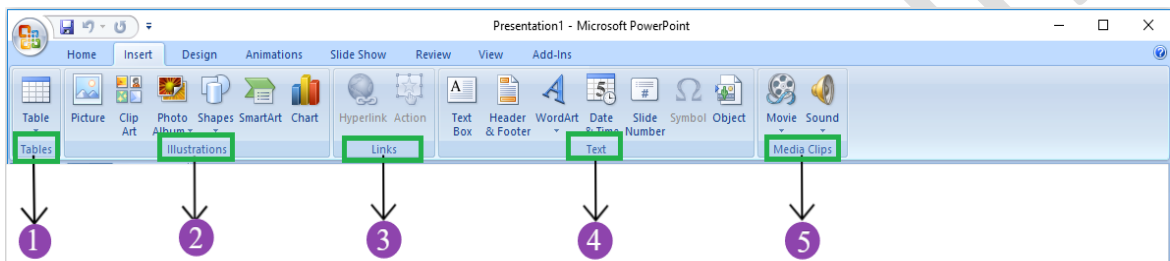 Presentation1 - Microsoft PowerPoint
Home Insert Design Animations Slide Show Review View Add-Ins
Table Picture Clip Art Photo Album Shapes SmartArt Chart Hyperlink Action Text Box Header & Footer WordArt Date & Time Slide Number Symbol Object Movie Sound
Tables Illustrations Links Text Media Clips
1 2 3 4 5